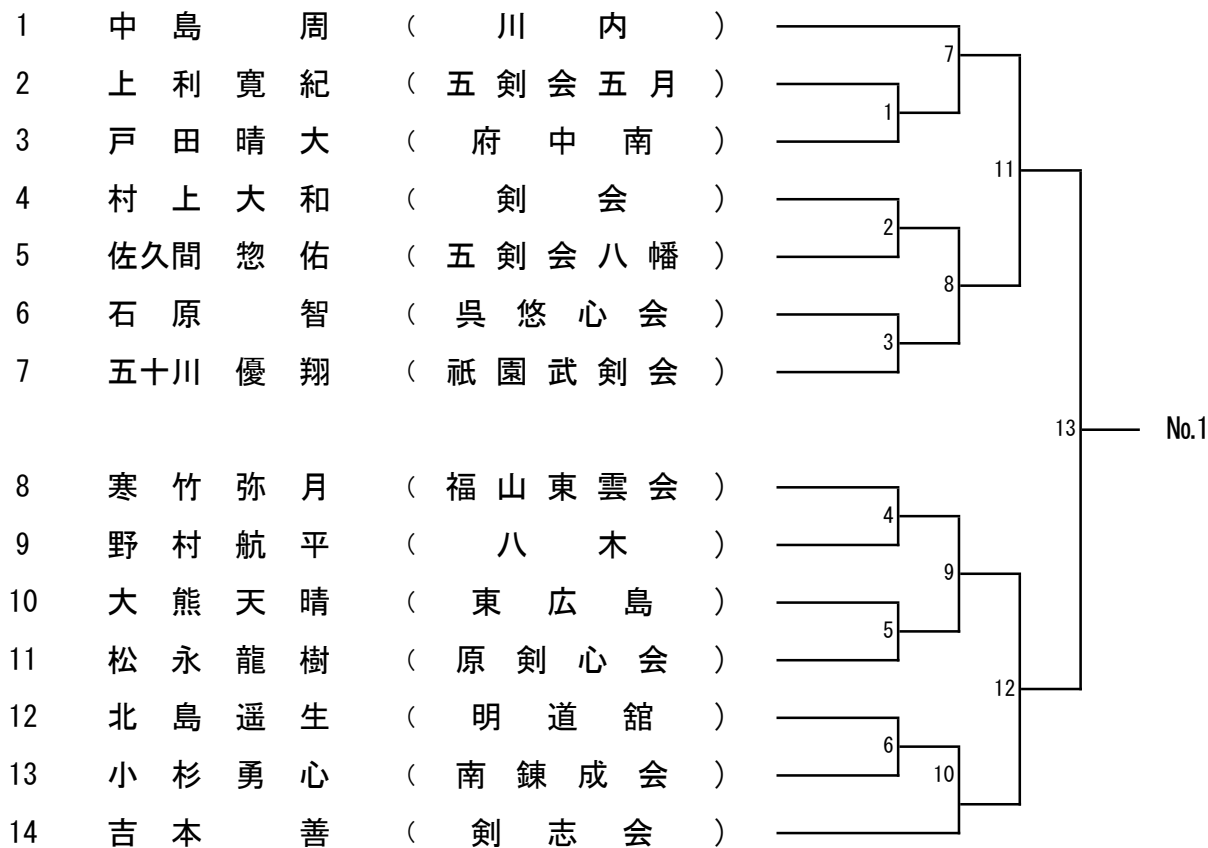 1 中島 周 ( 川内 )
7
2 上利寛紀 ( 五剣会五月 )
1
3 戸田晴大 ( 府中南 )
11
4 村上大和 ( 剣会 )
2
5 佐久間惣佑 ( 五剣会八幡 )
8
6 石原 智 ( 呉悠心会 )
3
7 五十川優翔 ( 祇園武剣会 )
13 No.1
8 寒竹弥月 ( 福山東雲会 )
4
9 野村航平 ( 八木 )
9
10 大熊天晴 ( 東広島 )
5
11 松永龍樹 ( 原剣心会 )
12
12 北島遥生 ( 明道舘 )
6
13 小杉勇心 ( 南錬成会 )
10
14 吉本 善 ( 剣志会 )